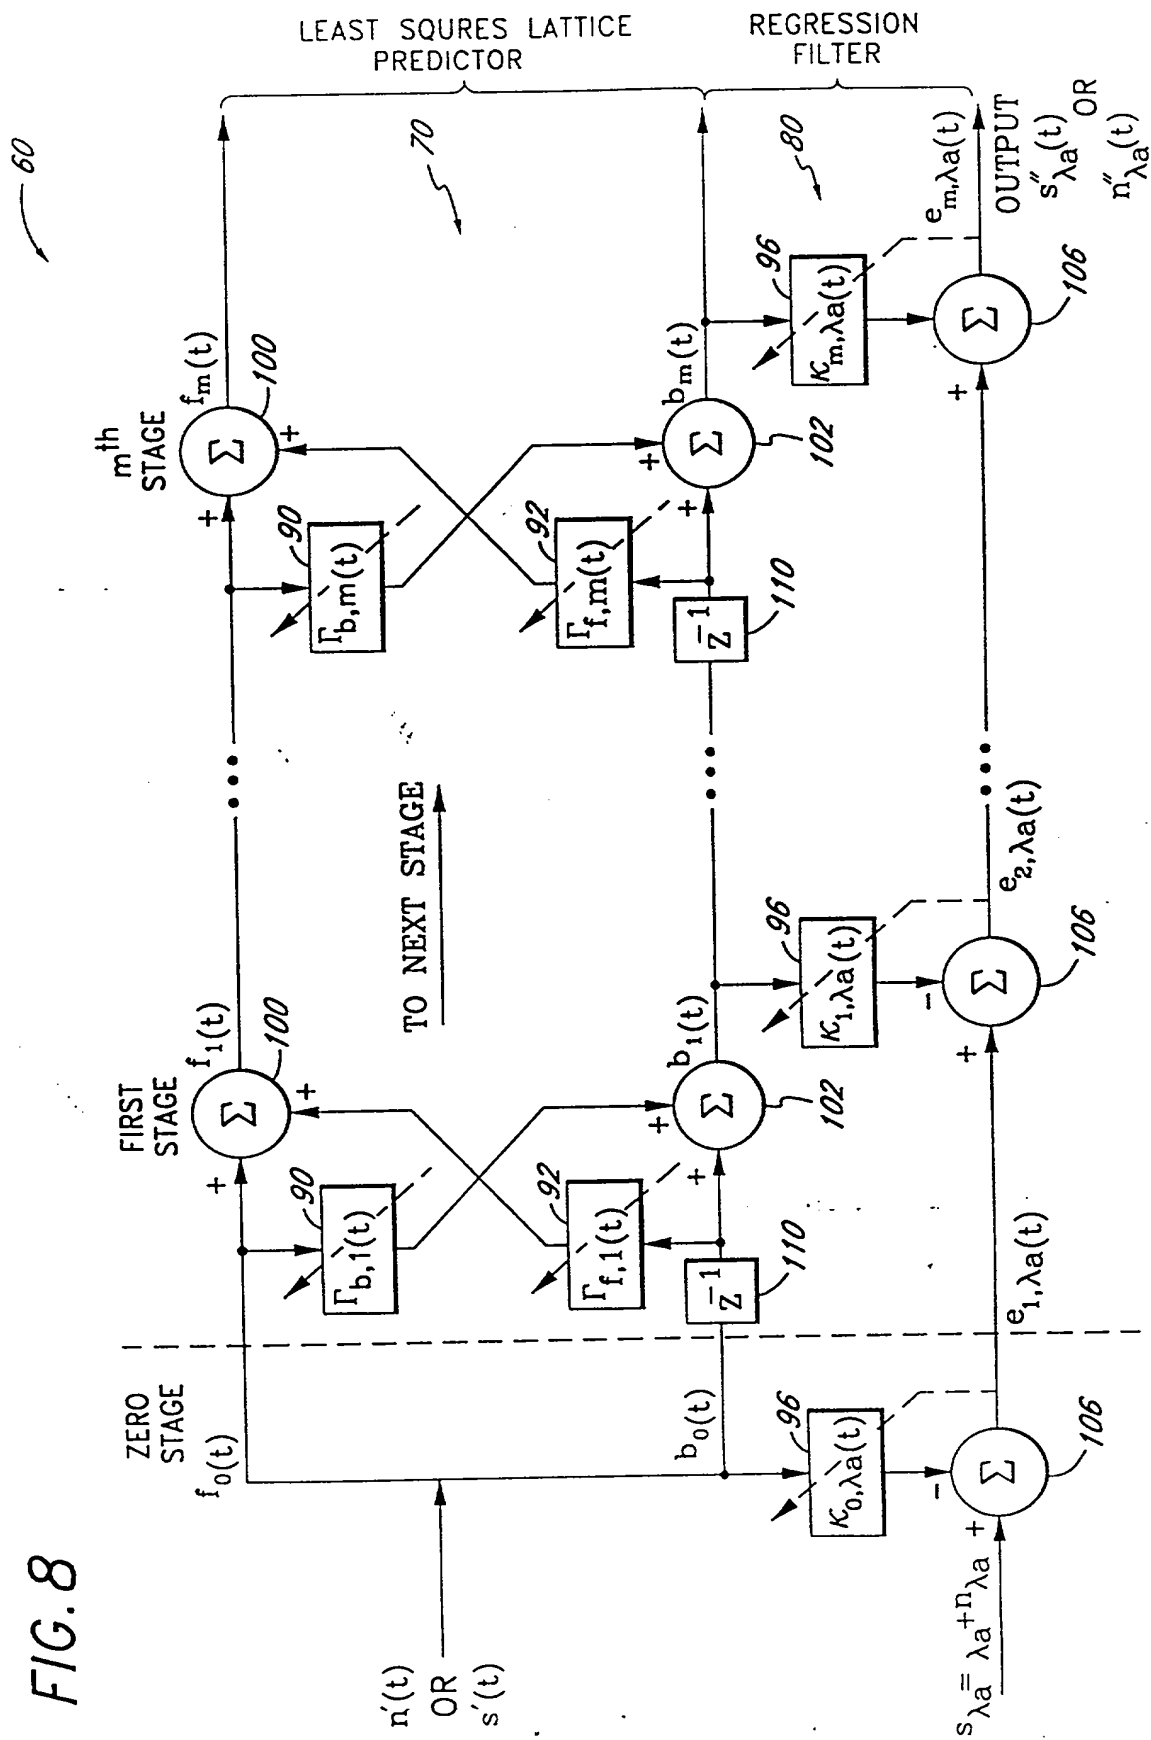 FIG. 8
60
LEAST SQURES LATTICE
PREDICTOR
REGRESSION
FILTER
70
80
ZERO
STAGE
FIRST
STAGE
mth
STAGE
f0(t)
f1(t)
fm(t)
100
100
+
+
+
+
Σ
Σ
90
90
Γb,1(t)
Γb,m(t)
n′(t)
OR
s′(t)
TO NEXT STAGE
92
92
Γf,1(t)
Γf,m(t)
b0(t)
b1(t)
bm(t)
+
+
+
+
Z−1
Z−1
Σ
Σ
110
110
102
102
96
96
96
κ0,λa(t)
κ1,λa(t)
κm,λa(t)
−
−
sλa= λa+nλa
+
+
+
Σ
Σ
Σ
e1,λa(t)
e2,λa(t)
em,λa(t)
106
106
106
OUTPUT
s″λa(t)
OR
n″λa(t)